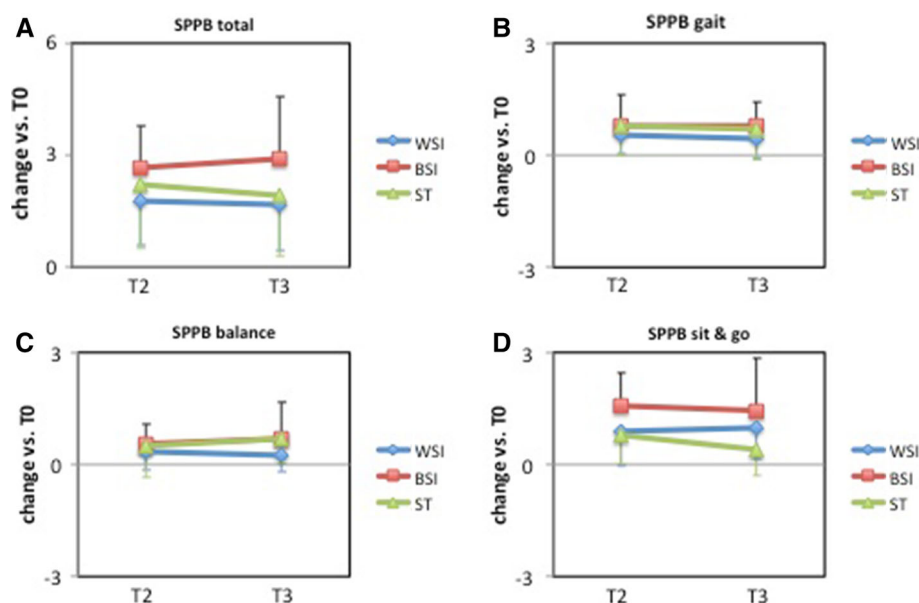 A
SPPB total
6
3
0
change vs. T0
T2
T3
WSI
BSI
ST
B
SPPB gait
3
0
-3
change vs. T0
T2
T3
WSI
BSI
ST
C
SPPB balance
3
0
-3
change vs. T0
T2
T3
WSI
BSI
ST
D
SPPB sit & go
3
0
-3
change vs. T0
T2
T3
WSI
BSI
ST